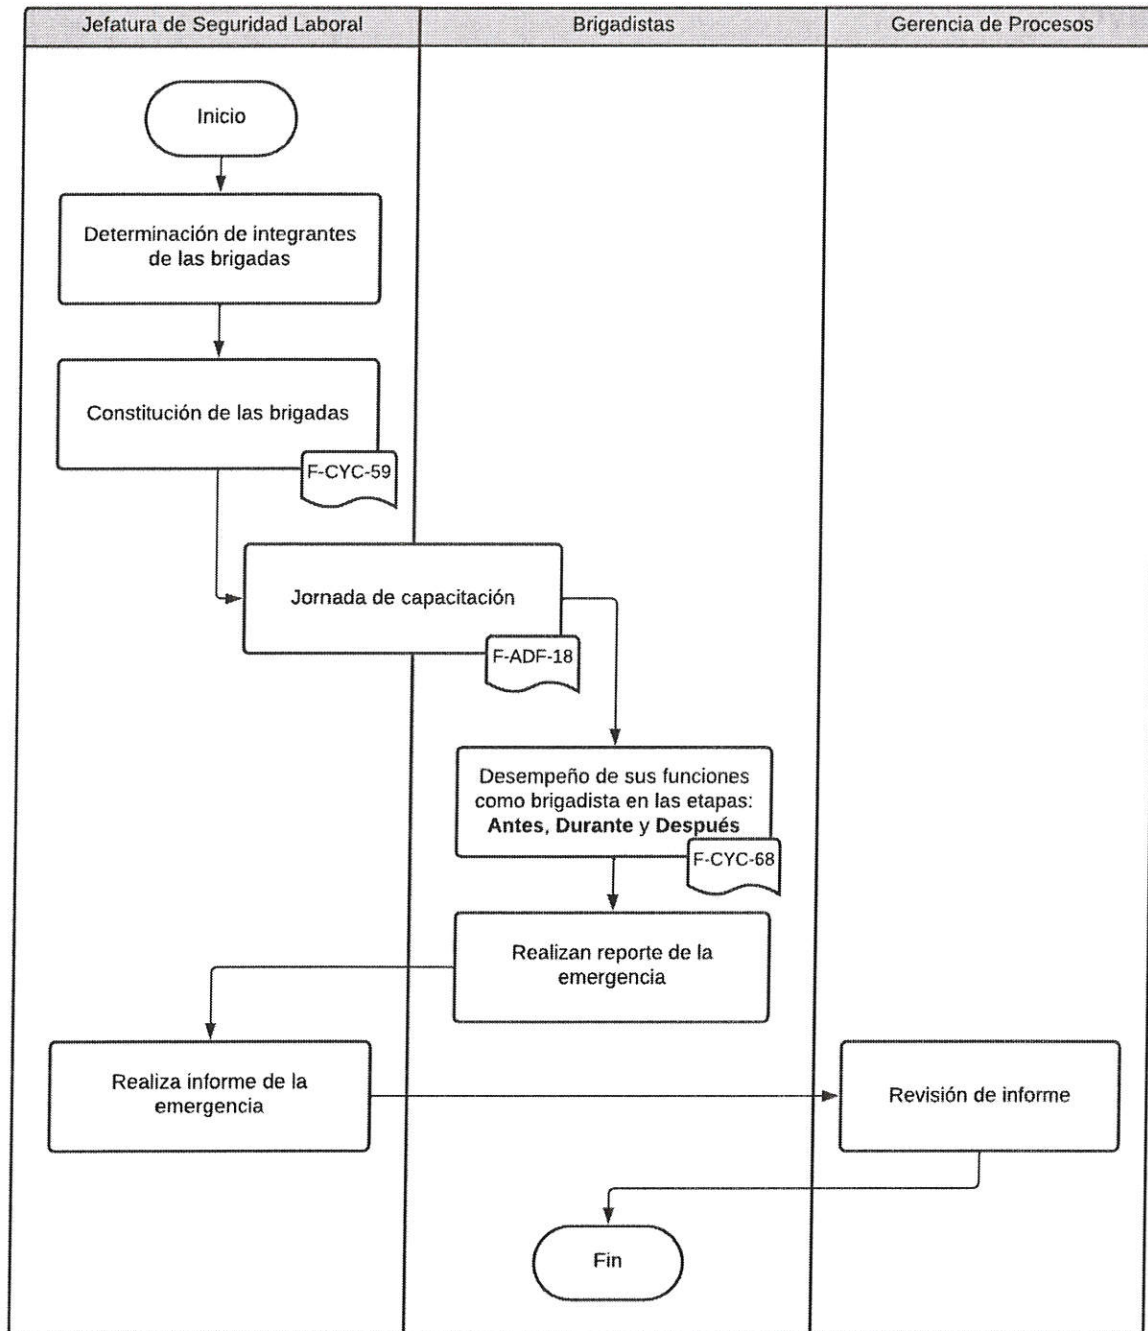 Jefatura de Seguridad Laboral
Brigadistas
Gerencia de Procesos
Inicio
Determinación de integrantes
de las brigadas
Constitución de las brigadas
F-CYC-59
Jornada de capacitación
F-ADF-18
Desempeño de sus funciones
como brigadista en las etapas:
Antes, Durante y Después
F-CYC-68
Realizan reporte de la
emergencia
Realiza informe de la
emergencia
Revisión de informe
Fin